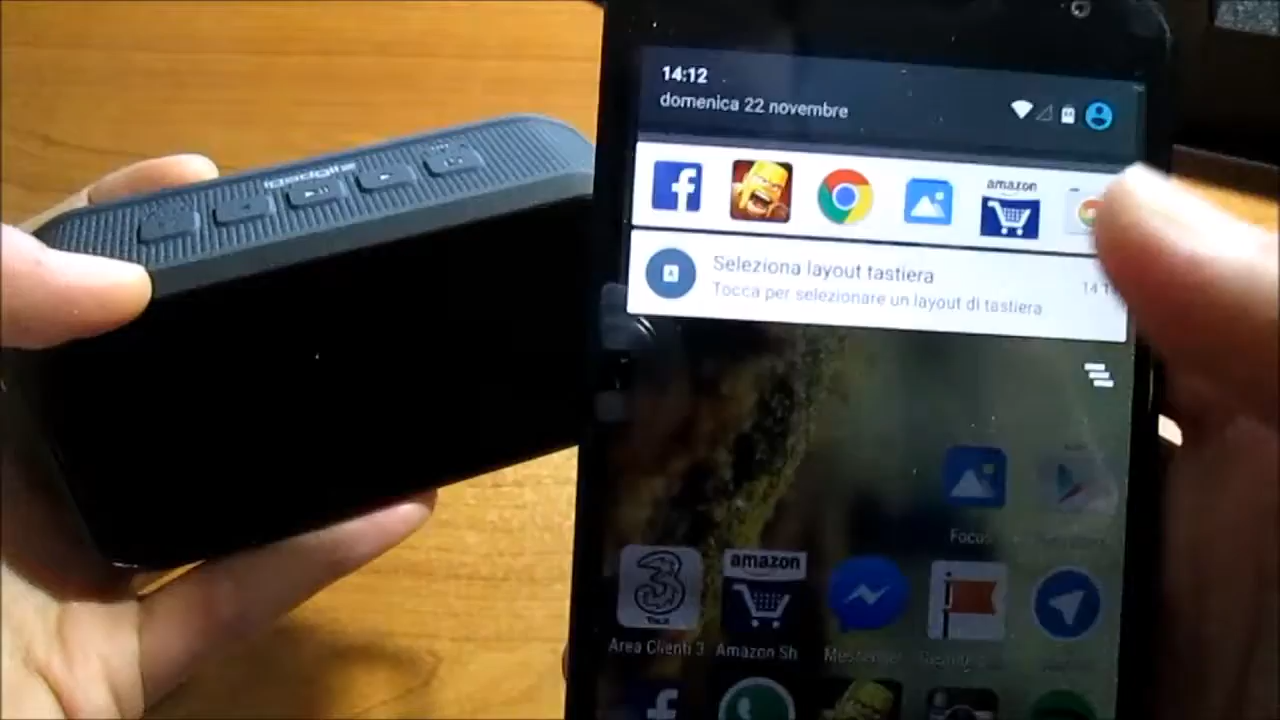 14:12
domenica 22 novembre
amazon
Seleziona layout tastiera
Tocca per selezionare un layout di tastiera
Focus
amazon
Area Clienti 3
Amazon Sh
Messenger